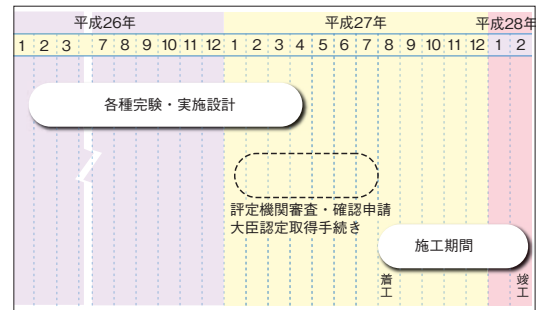 平成26年 平成27年 平成28年
1 2 3 7 8 9 10 11 12 1 2 3 4 5 6 7 8 9 10 11 12 1 2
各種完験・実施設計
評定機関審査・確認申請
大臣認定取得手続き
施工期間
着工
竣工